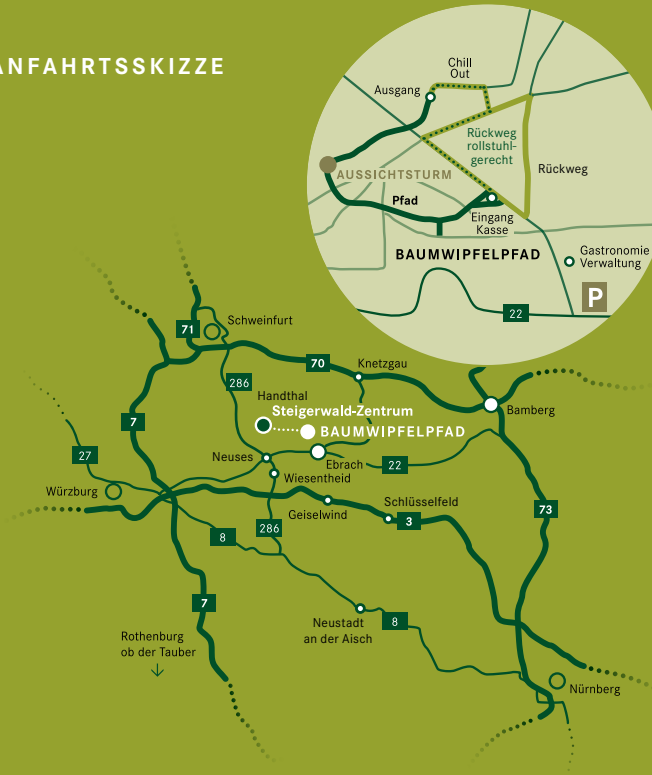 ANFAHRTSSKIZZE
Chill
Out
Ausgang
Rückweg
rollstuhl-
gerecht
Rückweg
AUSSICHTSTURM
Pfad
Eingang
Kasse
BAUMWIPFELPFAD
Gastronomie
Verwaltung
P
22
71
Schweinfurt
70
Knetzgau
286
Handthal
Steigerwald-Zentrum
BAUMWIPFELPFAD
Bamberg
7
27
Neuses
Ebrach
22
Wiesentheid
Würzburg
Geiselwind
Schlüsselfeld
3
73
8
286
7
Neustadt
an der Aisch
8
Rothenburg
ob der Tauber
Nürnberg